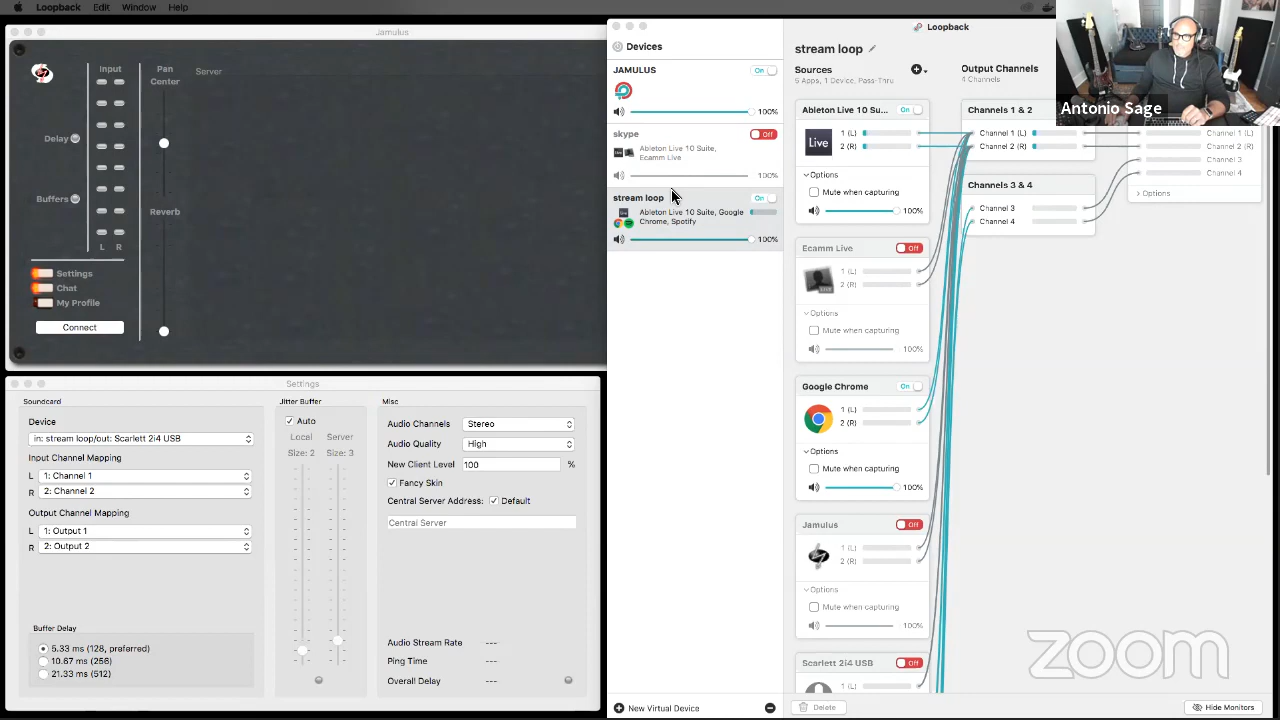 Loopback Edit Window Help
Jamulus
Input
Pan
Center
Server
Delay
Buffers
Reverb
L R
Settings
Chat
My Profile
Connect
Settings
Soundcard
Device
in: stream loop/out: Scarlett 2i4 USB
Input Channel Mapping
L 1: Channel 1
R 2: Channel 2
Output Channel Mapping
L 1: Output 1
R 2: Output 2
Buffer Delay
5.33 ms (128, preferred)
10.67 ms (256)
21.33 ms (512)
Jitter Buffer
Auto
Local Server
Size: 2 Size: 3
Misc
Audio Channels Stereo
Audio Quality High
New Client Level 100 %
Fancy Skin
Central Server Address: Default
Central Server
Audio Stream Rate ---
Ping Time ---
Overall Delay ---
Loopback
Devices
JAMULUS On
100%
skype Off
Ableton Live 10 Suite,
Ecamm Live
100%
stream loop On
Ableton Live 10 Suite, Google
Chrome, Spotify
100%
New Virtual Device
stream loop
Sources
5 Apps, 1 Device, Pass-Thru
Ableton Live 10 Su... On
Live
1 (L)
2 (R)
Options
Mute when capturing
100%
Ecamm Live Off
Live
1 (L)
2 (R)
Options
Mute when capturing
100%
Google Chrome On
1 (L)
2 (R)
Options
Mute when capturing
100%
Jamulus Off
1 (L)
2 (R)
Options
Mute when capturing
100%
Scarlett 2i4 USB Off
1 (L)
Delete
Output Channels
4 Channels
Channels 1 & 2
Channel 1 (L)
Channel 2 (R)
Channels 3 & 4
Channel 3
Channel 4
Channel 1 (L)
Channel 2 (R)
Channel 3
Channel 4
Options
Antonio Sage
zoom
Hide Monitors